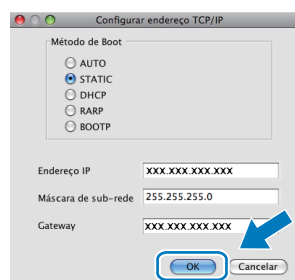 Configurar endereço TCP/IP
Método de Boot
AUTO
STATIC
DHCP
RARP
BOOTP
Endereço IP XXX.XXX.XXX.XXX
Máscara de sub-rede 255.255.255.0
Gateway XXX.XXX.XXX.XXX
OK Cancelar